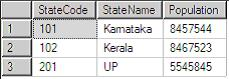 StateCode StateName Population
1 101 Karnataka 8457544
2 102 Kerala 8467523
3 201 UP 5545845